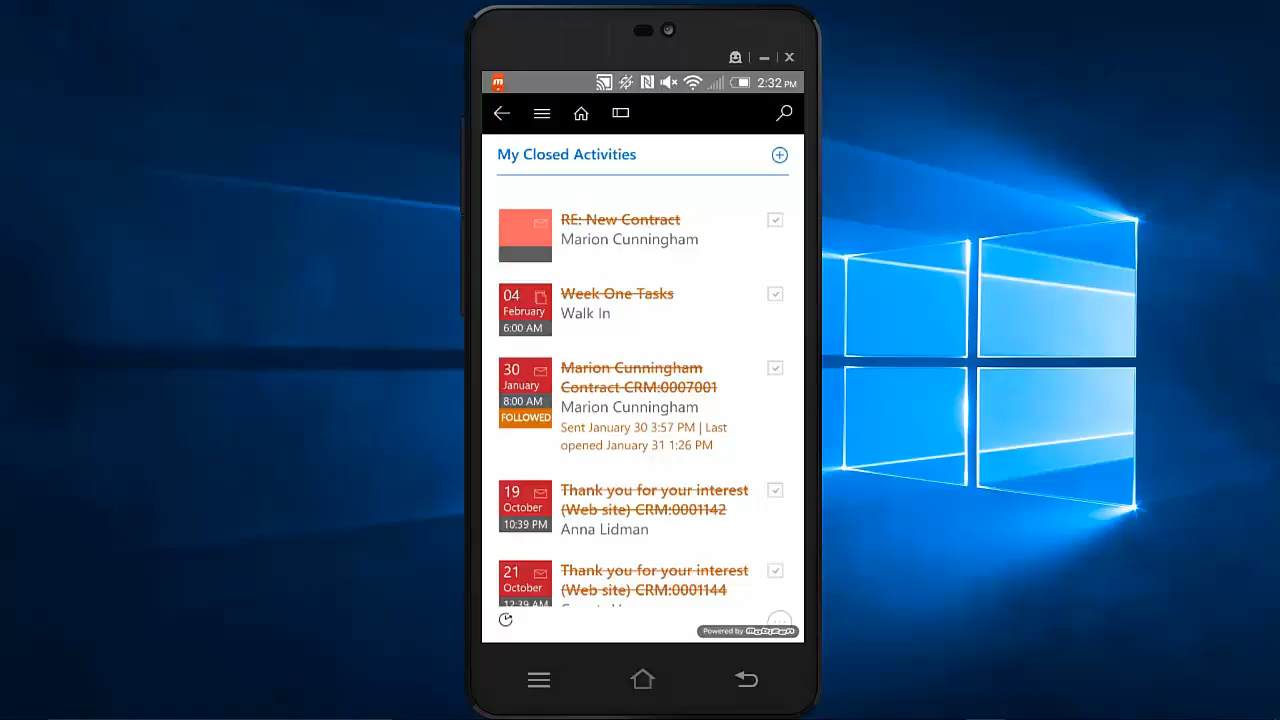 2:32 PM
My Closed Activities
RE: New Contract
Marion Cunningham
04
February
6:00 AM
Week One Tasks
Walk In
30
January
8:00 AM
FOLLOWED
Marion Cunningham
Contract CRM:0007001
Marion Cunningham
Sent January 30 3:57 PM | Last
opened January 31 1:26 PM
19
October
10:39 PM
Thank you for your interest
(Web site) CRM:0001142
Anna Lidman
21
October
12:39 AM
Thank you for your interest
(Web site) CRM:0001144
Powered by mobizen